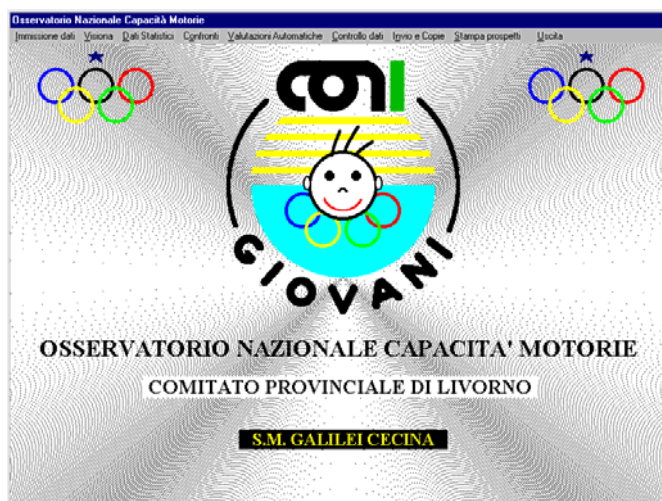 Osservatorio Nazionale Capacità Motorie
Immissione dati Visiona Dati Statistici Confronti Valutazioni Automatiche Controllo dati Invio e Copie Stampa prospetti Uscita
CONI
GIOVANI
OSSERVATORIO NAZIONALE CAPACITA' MOTORIE
COMITATO PROVINCIALE DI LIVORNO
S.M. GALILEI CECINA